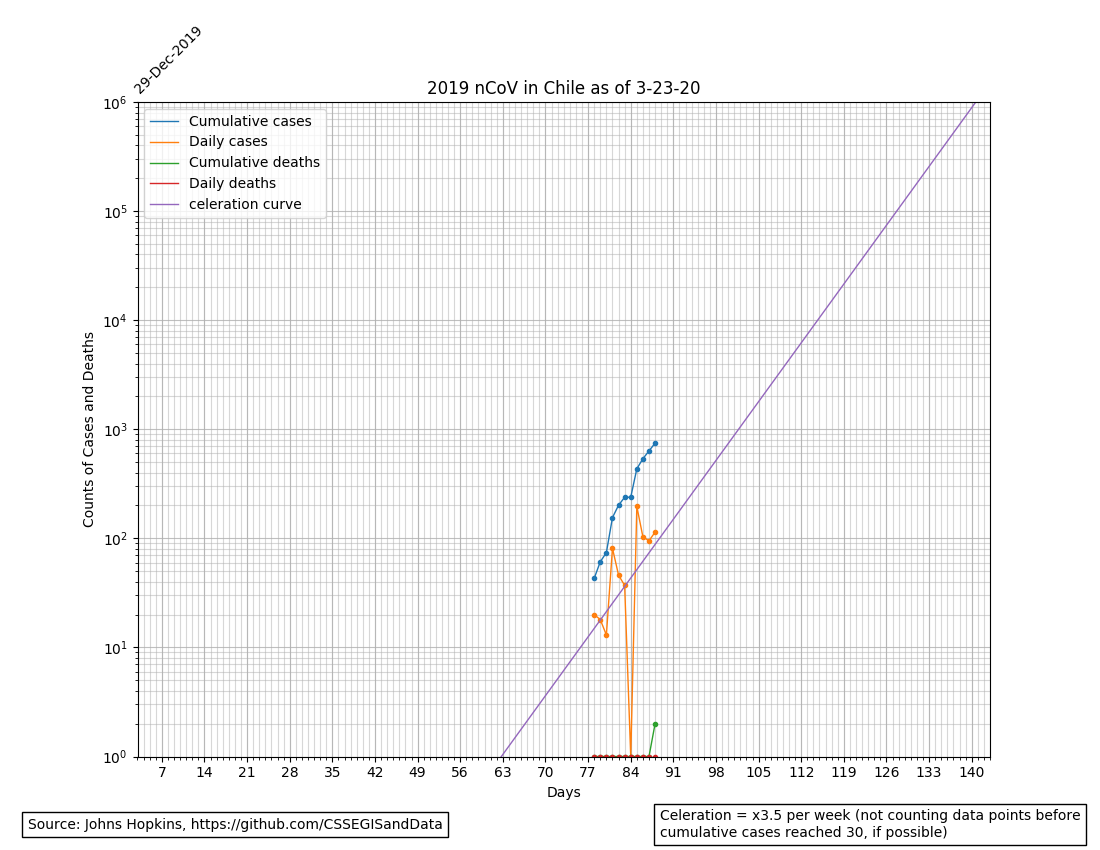 29-Dec-2019
2019 nCoV in Chile as of 3-23-20
Cumulative cases
Daily cases
Cumulative deaths
Daily deaths
celeration curve
10^6
10^5
10^4
10^3
10^2
10^1
10^0
Counts of Cases and Deaths
7 14 21 28 35 42 49 56 63 70 77 84 91 98 105 112 119 126 133 140
Days
Source: Johns Hopkins, https://github.com/CSSEGISandData
Celeration = x3.5 per week (not counting data points before
cumulative cases reached 30, if possible)